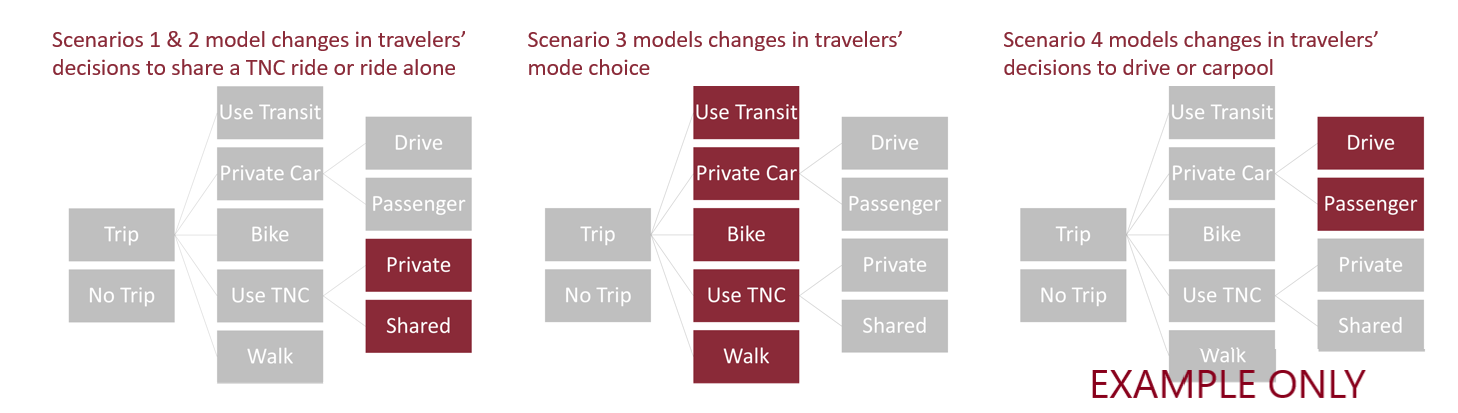 Scenarios 1 & 2 model changes in travelers'
decisions to share a TNC ride or ride alone
Use Transit
Drive
Private Car
Passenger
Trip
Bike
Private
No Trip
Use TNC
Shared
Walk
Scenario 3 models changes in travelers'
mode choice
Use Transit
Drive
Private Car
Passenger
Trip
Bike
Private
No Trip
Use TNC
Shared
Walk
Scenario 4 models changes in travelers'
decisions to drive or carpool
Use Transit
Drive
Private Car
Passenger
Trip
Bike
Private
No Trip
Use TNC
Shared
Walk
EXAMPLE ONLY